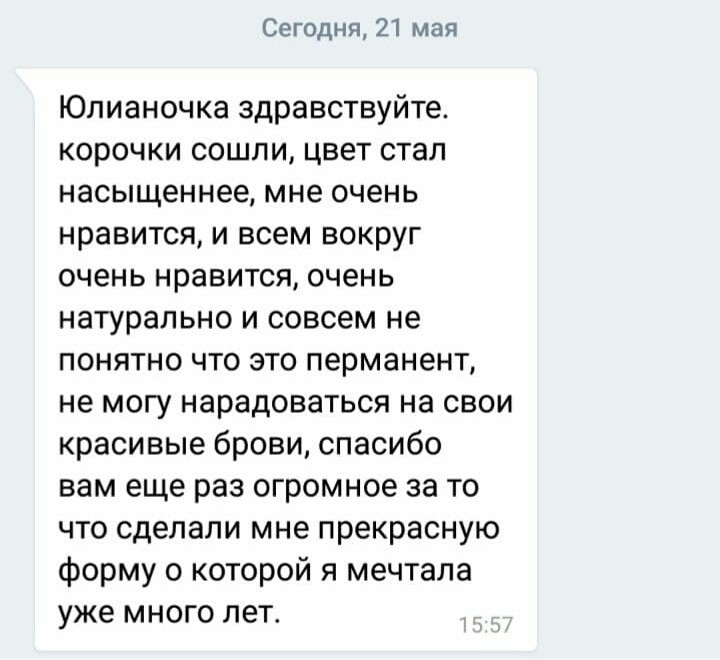 Сегодня, 21 мая
Юлианочка здравствуйте.
корочки сошли, цвет стал
насыщеннее, мне очень
нравится, и всем вокруг
очень нравится, очень
натурально и совсем не
понятно что это перманент,
не могу нарадоваться на свои
красивые брови, спасибо
вам еще раз огромное за то
что сделали мне прекрасную
форму о которой я мечтала
уже много лет.
15:57